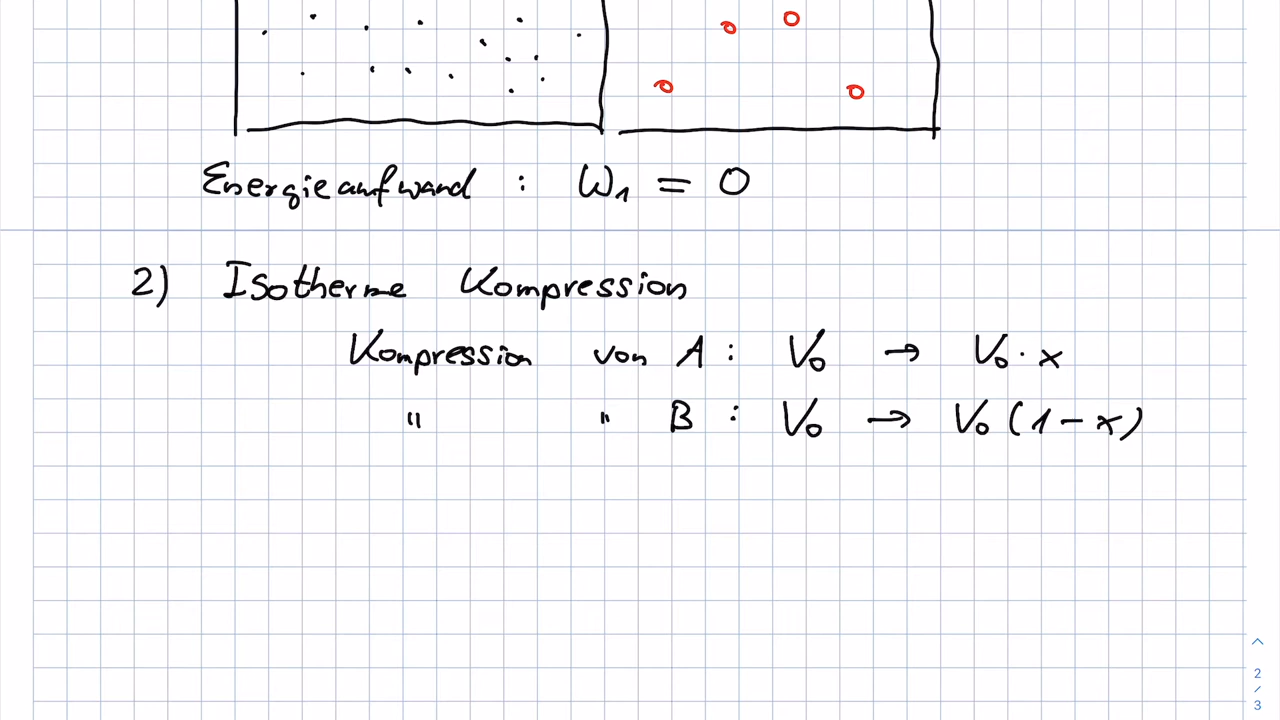 Energieaufwand : W₁ = 0
2) Isotherme Kompression
Kompression von A : V₀ → V₀ · x
" " B : V₀ → V₀ (1 - x)
2
/
3